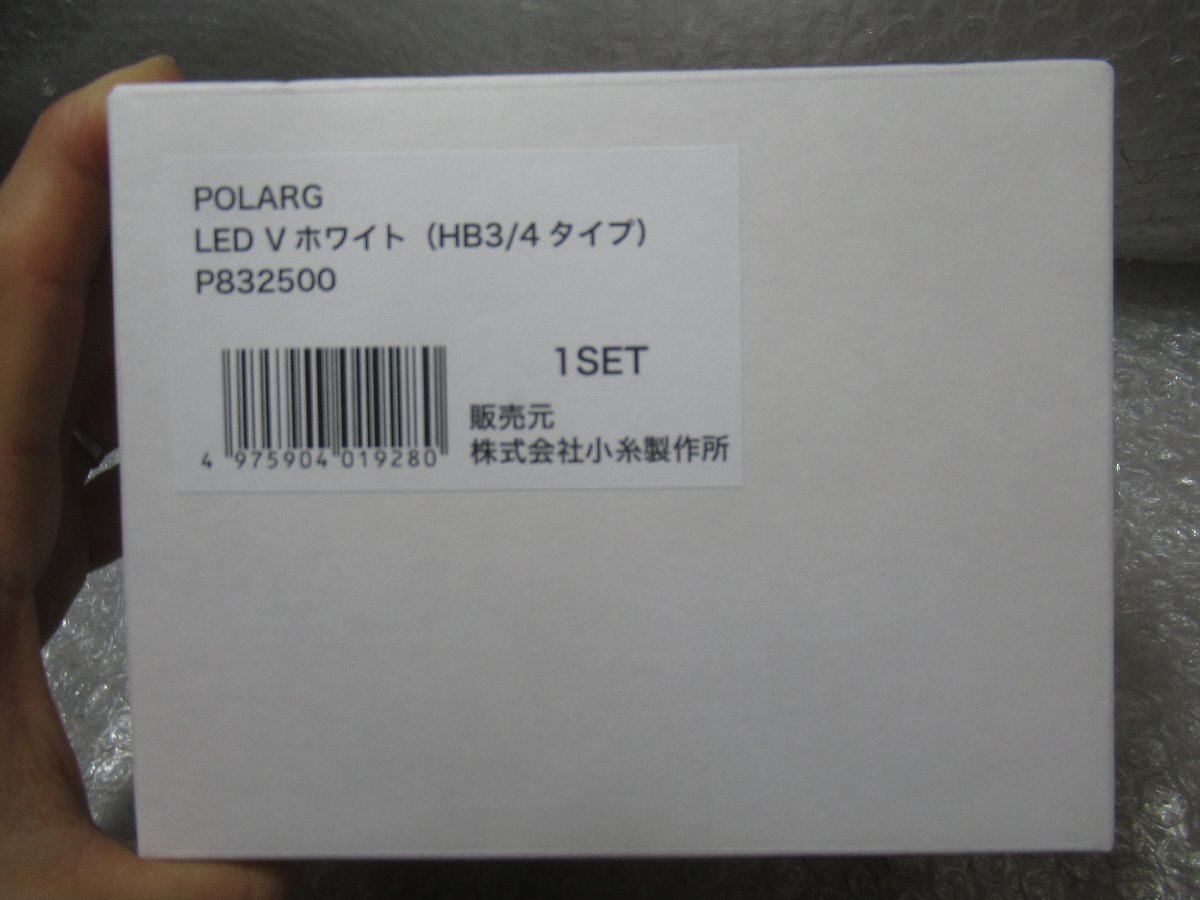 POLARG
LED V ホワイト（HB3/4 タイプ）
P832500
1SET
4 975904 019280
販売元
株式会社小糸製作所